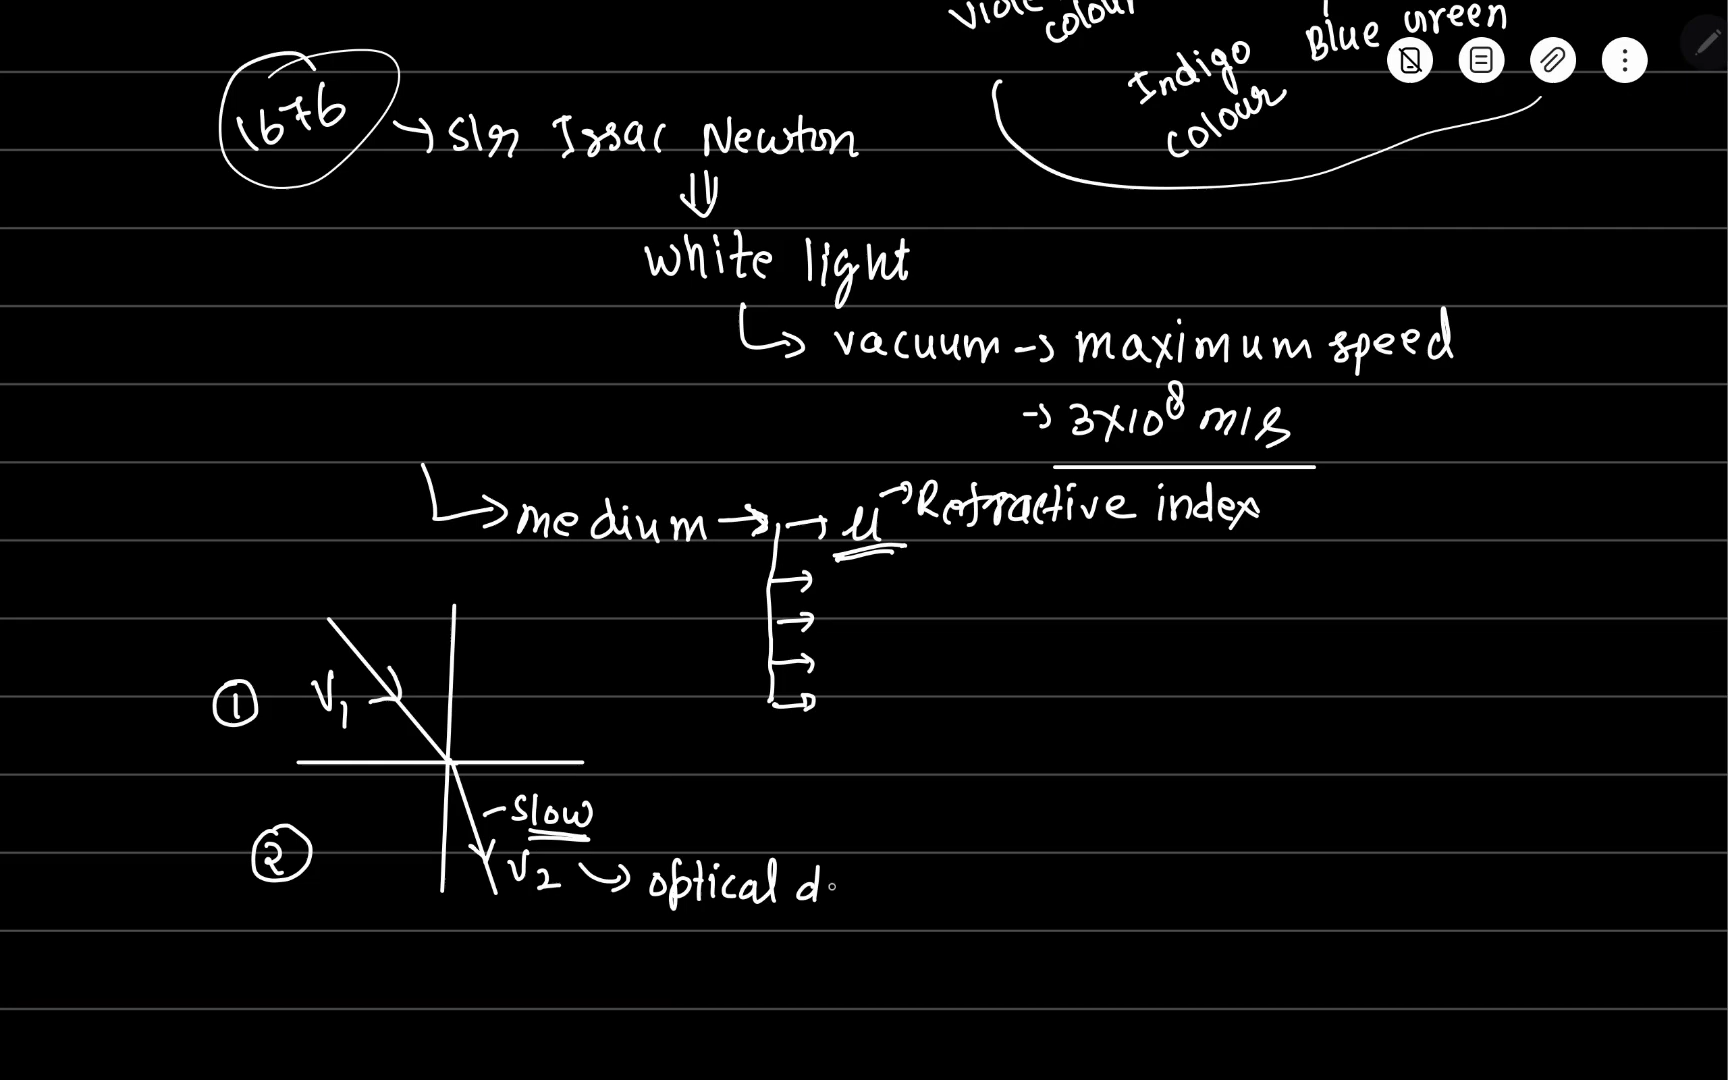 colour
Blue Green
Indigo
colour
1676 → Sir Issac Newton
white light
vacuum → maximum speed
→ 3×10⁸ m/s
medium → → μ → Refractive index
① V₁
② - slow
V₂ → optical d